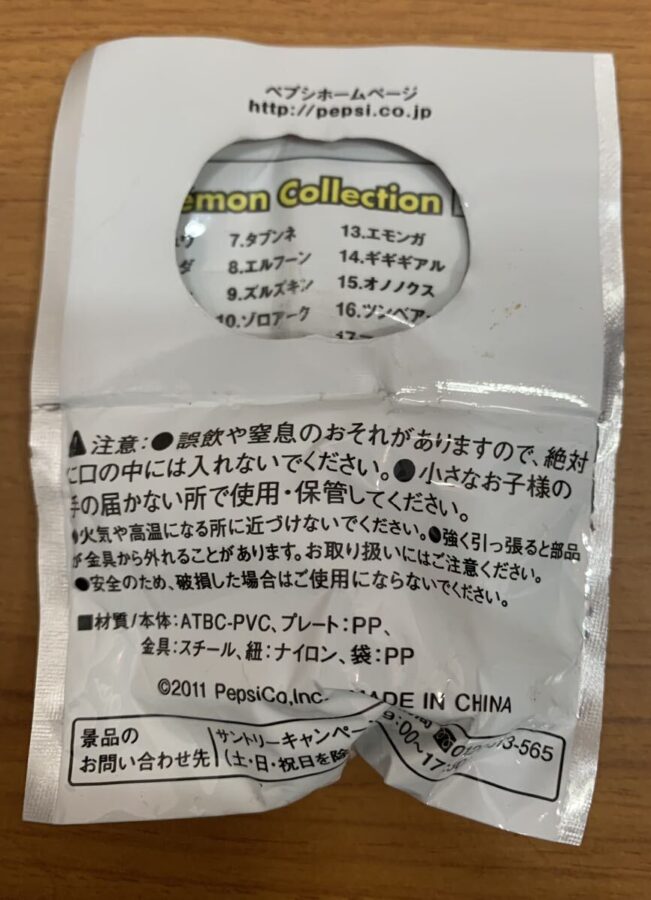 ペプシホームページ
http://pepsi.co.jp
émon Collection
7.タブンネ
8.エルフーン
9.ズルズキン
10.ゾロアーク
13.エモンガ
14.ギギギアル
15.オノノクス
16.ツンベアー
注意:●誤飲や窒息のおそれがありますので、絶対
に口の中には入れないでください。●小さなお子様の
手の届かない所で使用・保管してください。
●火気や高温になる所に近づけないでください。●強く引っ張ると部品
が金具から外れることがあります。お取り扱いにはご注意ください。
●安全のため、破損した場合はご使用にならないでください。
■材質/本体:ATBC-PVC、プレート:PP、
金具:スチール、紐:ナイロン、袋:PP
©2011 PepsiCo,Inc. MADE IN CHINA
景品の
お問い合わせ先
サントリーキャンペー
(土・日・祝日を除
9:00~17: